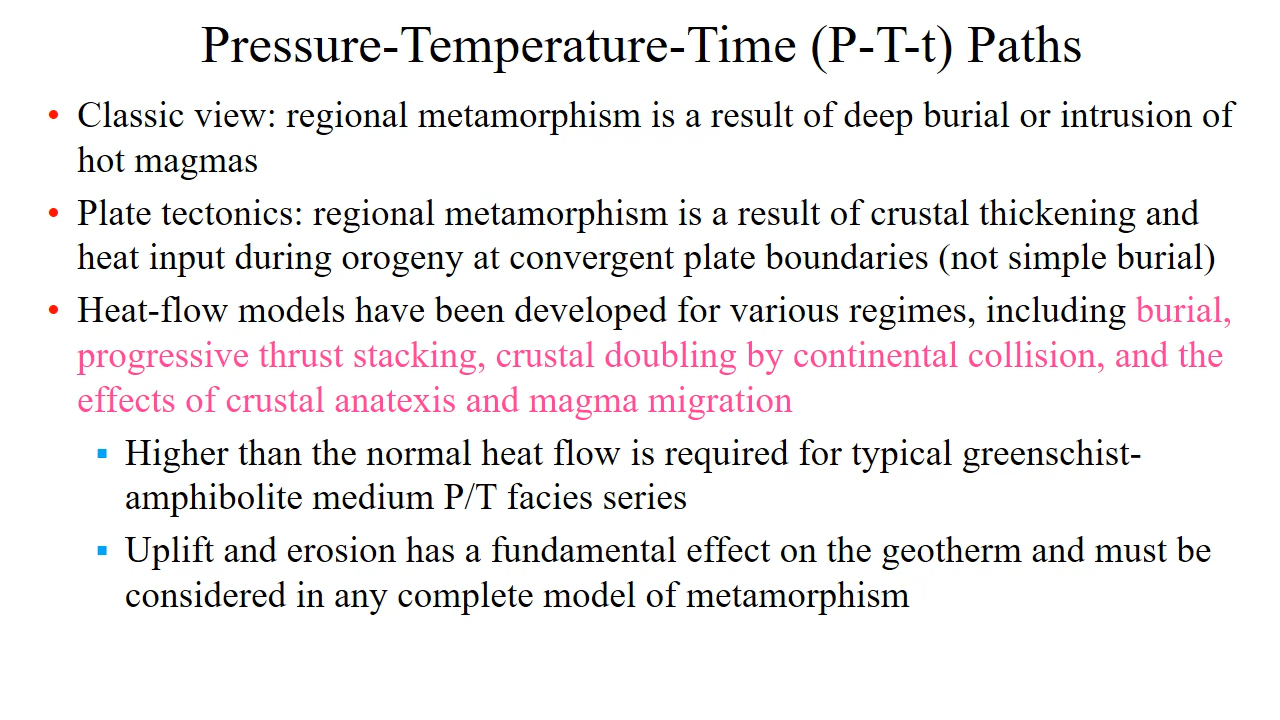 Pressure-Temperature-Time (P-T-t) Paths
• Classic view: regional metamorphism is a result of deep burial or intrusion of
hot magmas
• Plate tectonics: regional metamorphism is a result of crustal thickening and
heat input during orogeny at convergent plate boundaries (not simple burial)
• Heat-flow models have been developed for various regimes, including burial,
progressive thrust stacking, crustal doubling by continental collision, and the
effects of crustal anatexis and magma migration
▪ Higher than the normal heat flow is required for typical greenschist-
amphibolite medium P/T facies series
▪ Uplift and erosion has a fundamental effect on the geotherm and must be
considered in any complete model of metamorphism